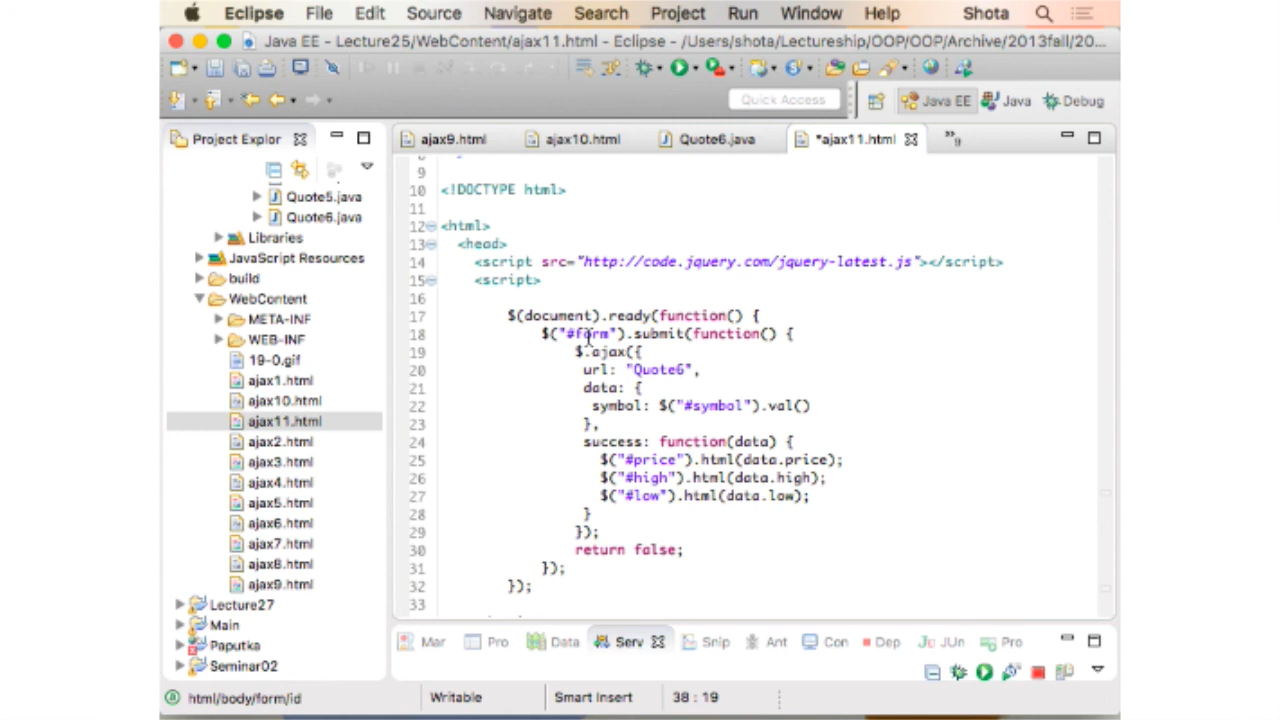 Eclipse File Edit Source Navigate Search Project Run Window Help Shota
Java EE - Lecture25/WebContent/ajax11.html - Eclipse - /Users/shota/Lectureship/OOP/OOP/Archive/2013fall/20...
Quick Access
Java EE
Java
Debug
Project Explor
Quote5.java
Quote6.java
Libraries
JavaScript Resources
build
WebContent
META-INF
WEB-INF
19-0.gif
ajax1.html
ajax10.html
ajax11.html
ajax2.html
ajax3.html
ajax4.html
ajax5.html
ajax6.html
ajax7.html
ajax8.html
ajax9.html
Lecture27
Main
Paputka
Seminar02
ajax9.html
ajax10.html
Quote6.java
*ajax11.html
»9
9
10 <!DOCTYPE html>
11
12 <html>
13 <head>
14 <script src="http://code.jquery.com/jquery-latest.js"></script>
15 <script>
16
17 $(document).ready(function() {
18 $("#form").submit(function() {
19 $.ajax({
20 url: "Quote6",
21 data: {
22 symbol: $("#symbol").val()
23 },
24 success: function(data) {
25 $("#price").html(data.price);
26 $("#high").html(data.high);
27 $("#low").html(data.low);
28 }
29 });
30 return false;
31 });
32 });
33
Mar
Pro
Data
Serv
Snip
Ant
Con
Dep
JUn
Pro
html/body/form/id
Writable
Smart Insert
38 : 19